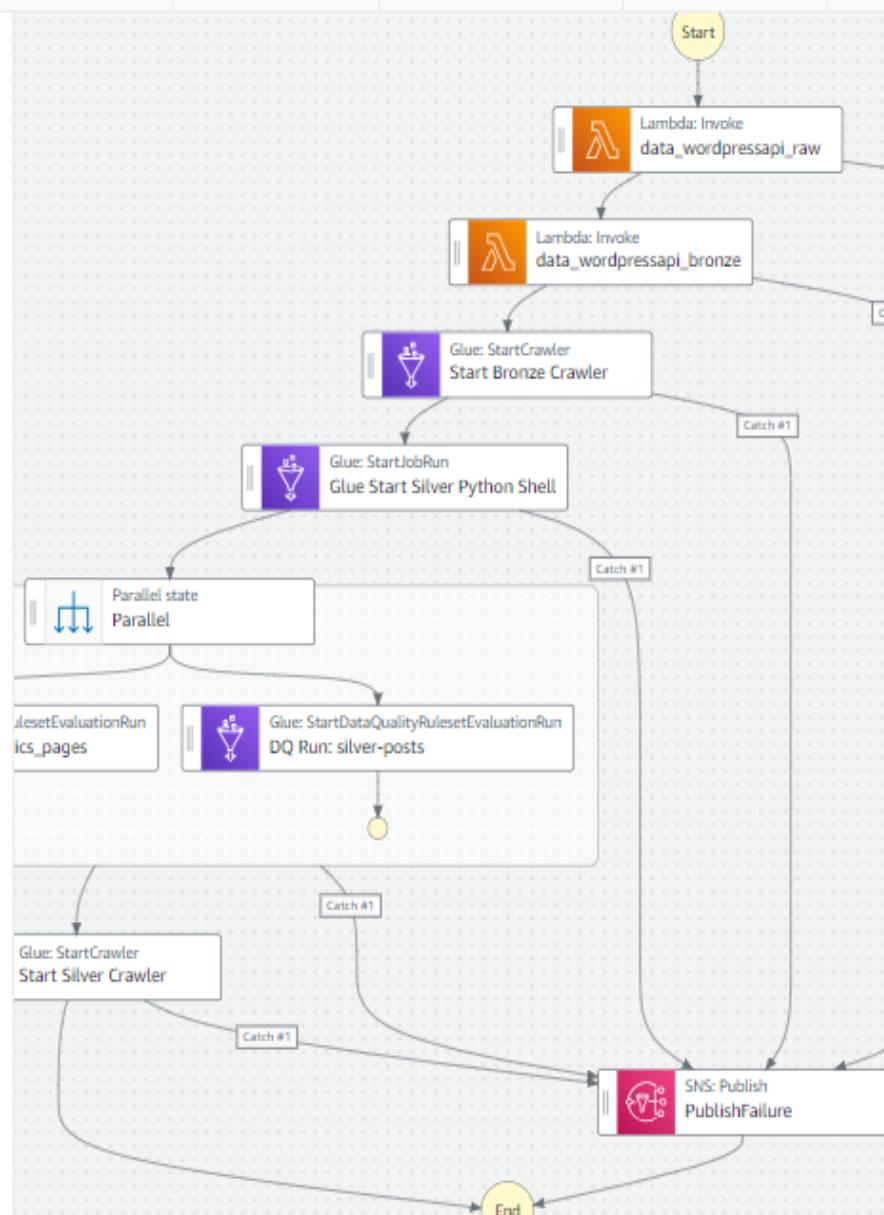 Start
Lambda: Invoke
data_wordpressapi_raw
Lambda: Invoke
data_wordpressapi_bronze
Glue: StartCrawler
Start Bronze Crawler
Catch #1
Glue: StartJobRun
Glue Start Silver Python Shell
Catch #1
Parallel state
Parallel
ulesetEvaluationRun
ics_pages
Glue: StartDataQualityRulesetEvaluationRun
DQ Run: silver-posts
Catch #1
Glue: StartCrawler
Start Silver Crawler
Catch #1
SNS: Publish
PublishFailure
End